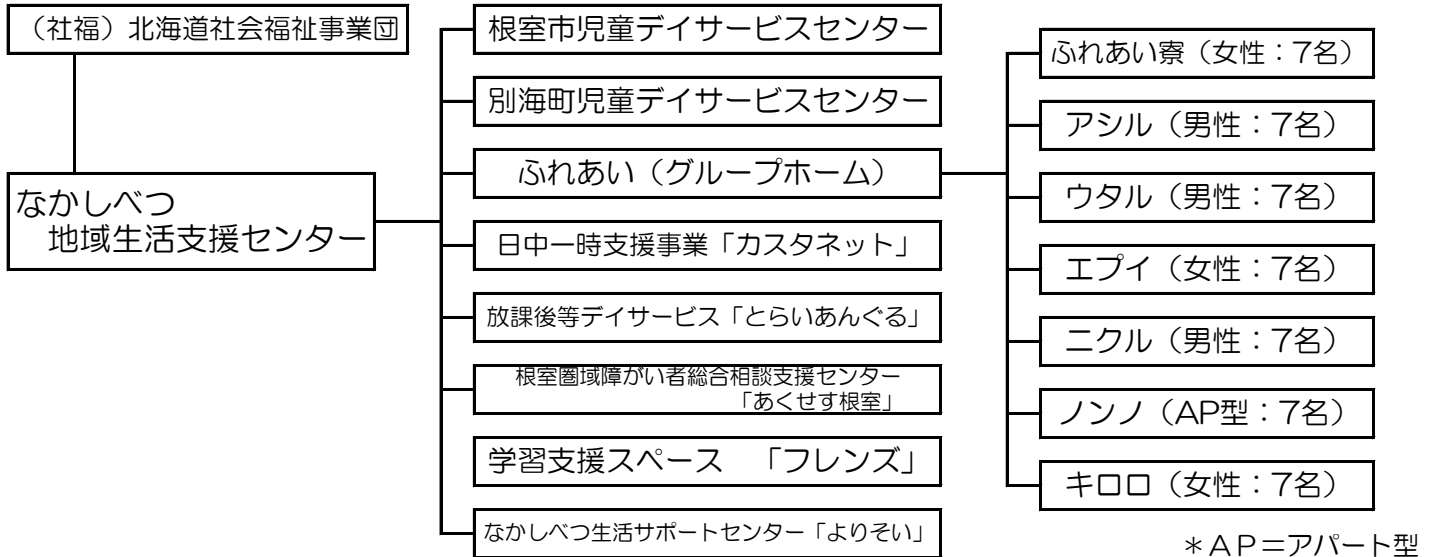 （社福）北海道社会福祉事業団
なかしべつ
地域生活支援センター
根室市児童デイサービスセンター
別海町児童デイサービスセンター
ふれあい（グループホーム）
日中一時支援事業「カスタネット」
放課後等デイサービス「とらいあんぐる」
根室圏域障がい者総合相談支援センター
「あくせす根室」
学習支援スペース　「フレンズ」
なかしべつ生活サポートセンター「よりそい」
ふれあい寮（女性：7名）
アシル（男性：7名）
ウタル（男性：7名）
エプイ（女性：7名）
ニクル（男性：7名）
ノンノ（AP型：7名）
キロロ（女性：7名）
＊ＡＰ＝アパート型